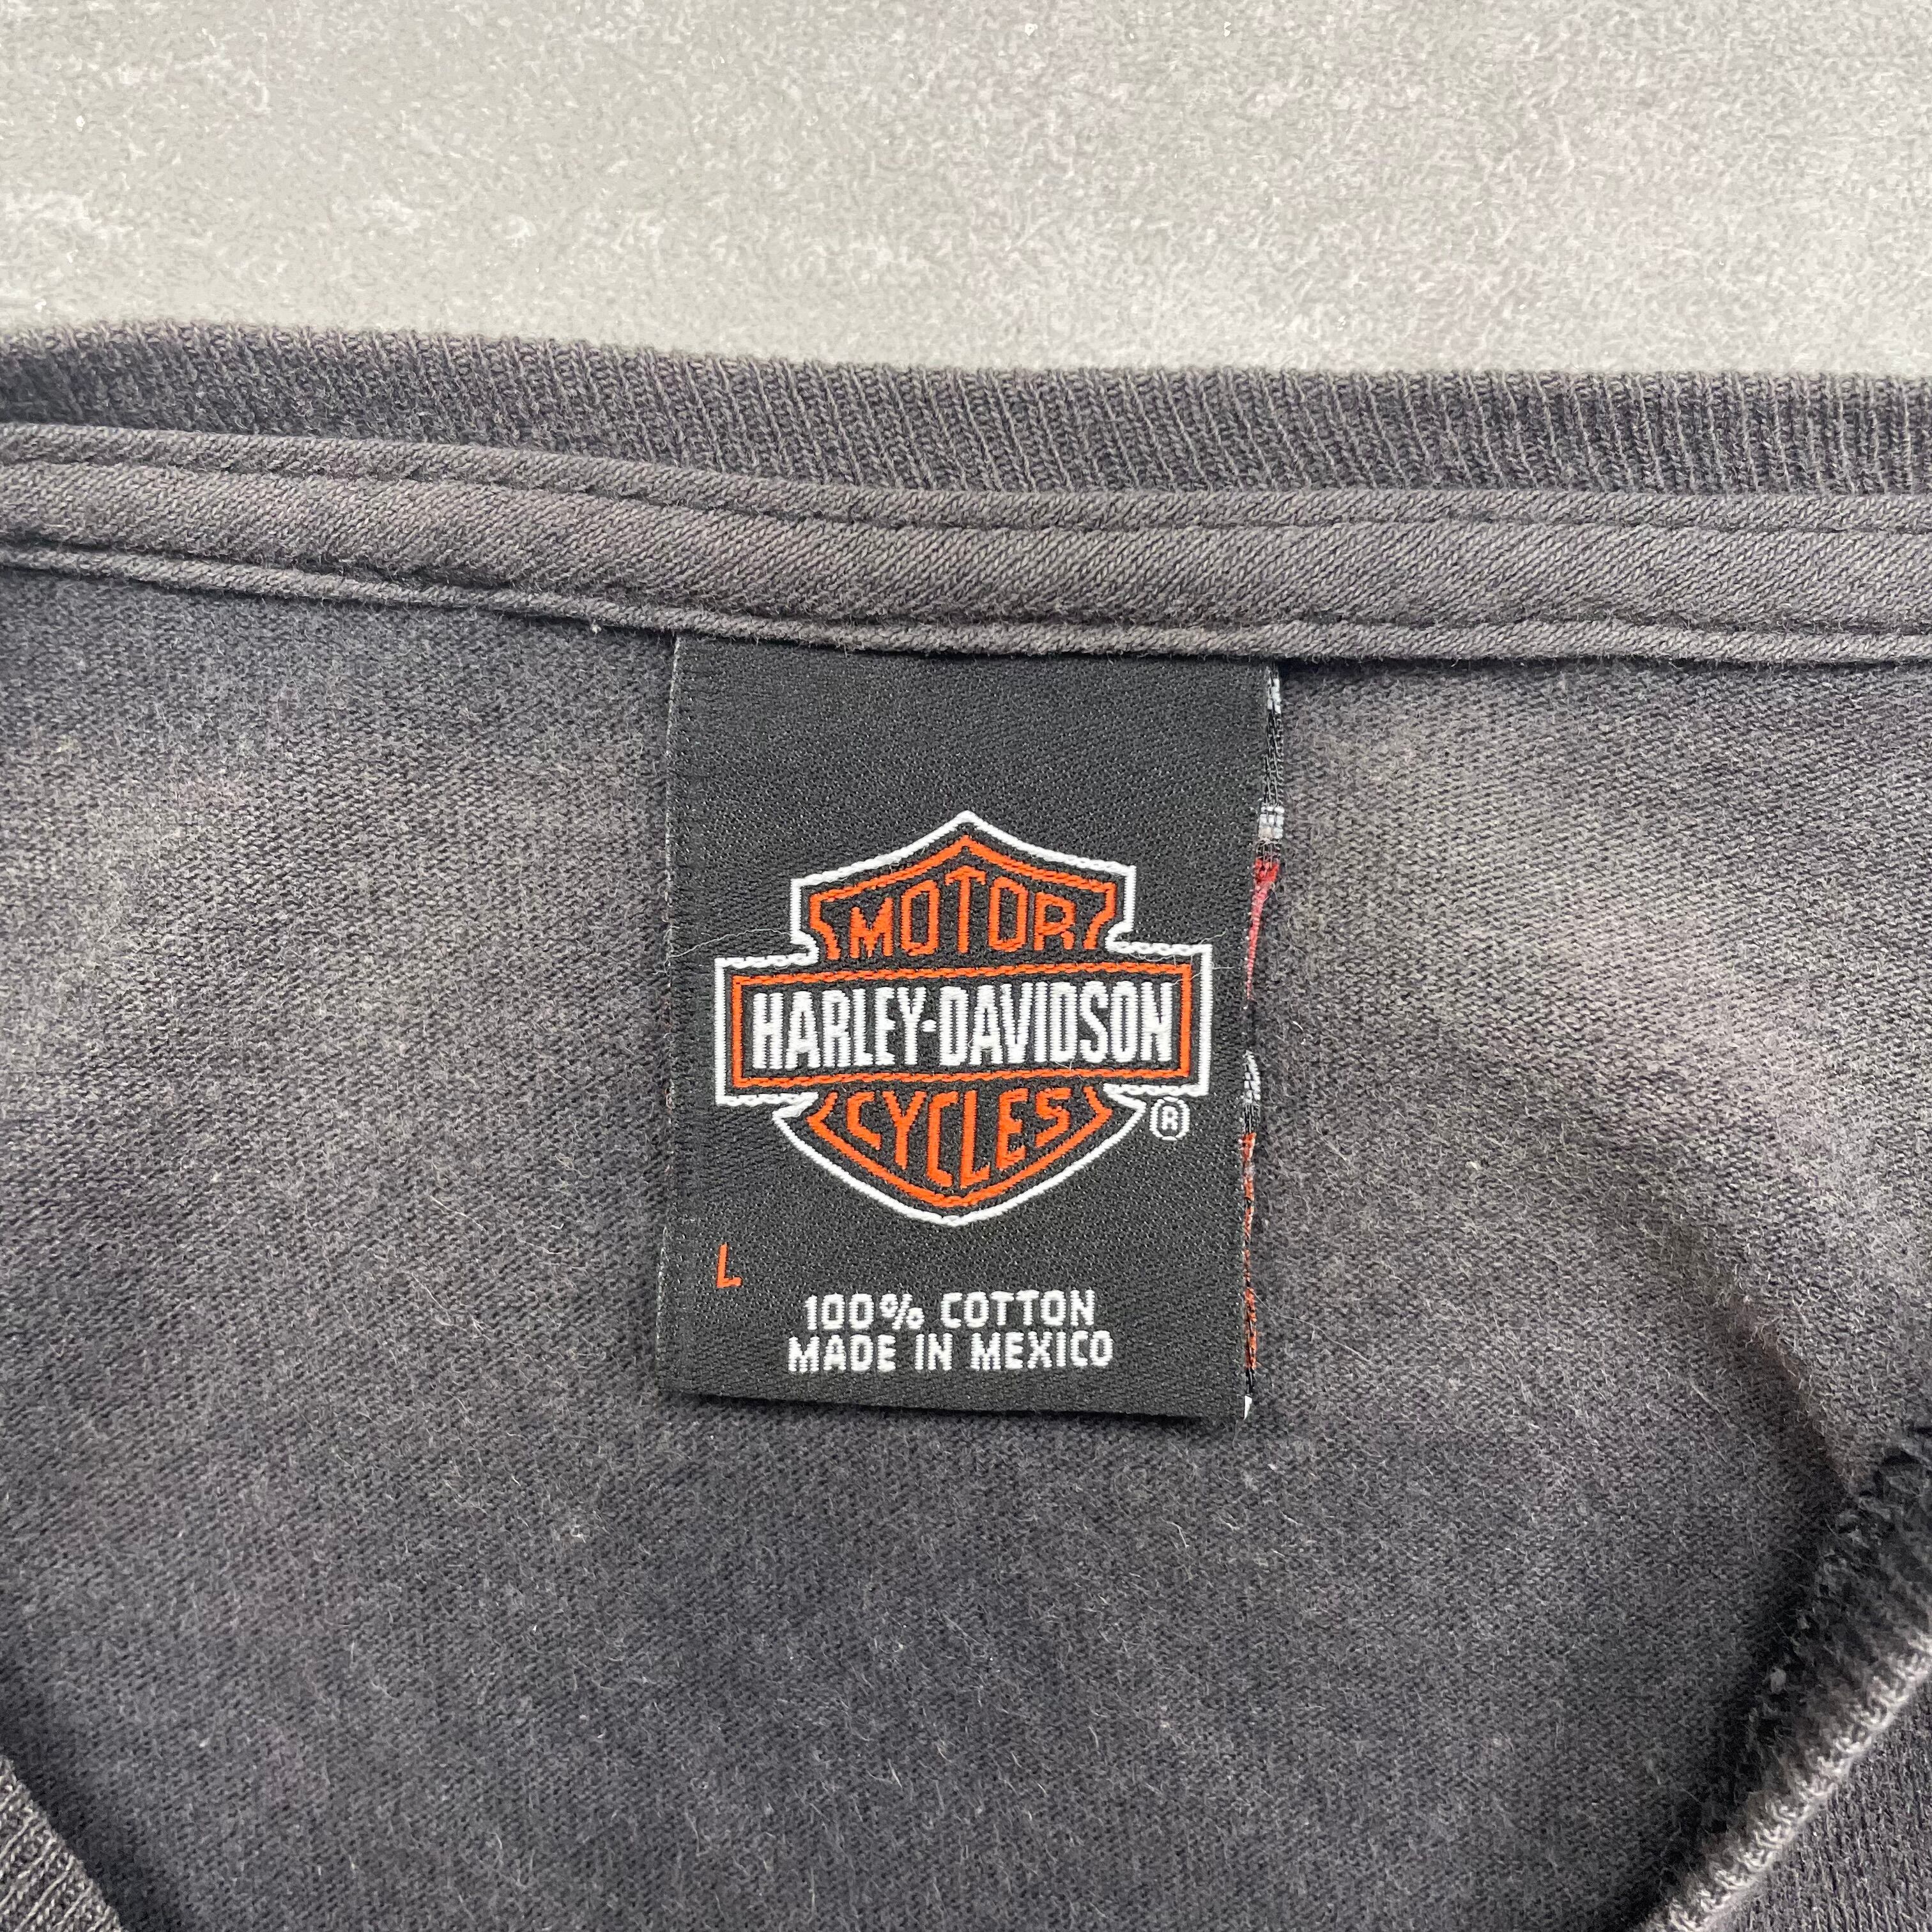 MOTOR
HARLEY-DAVIDSON
CYCLES
®
L
100% COTTON
MADE IN MEXICO